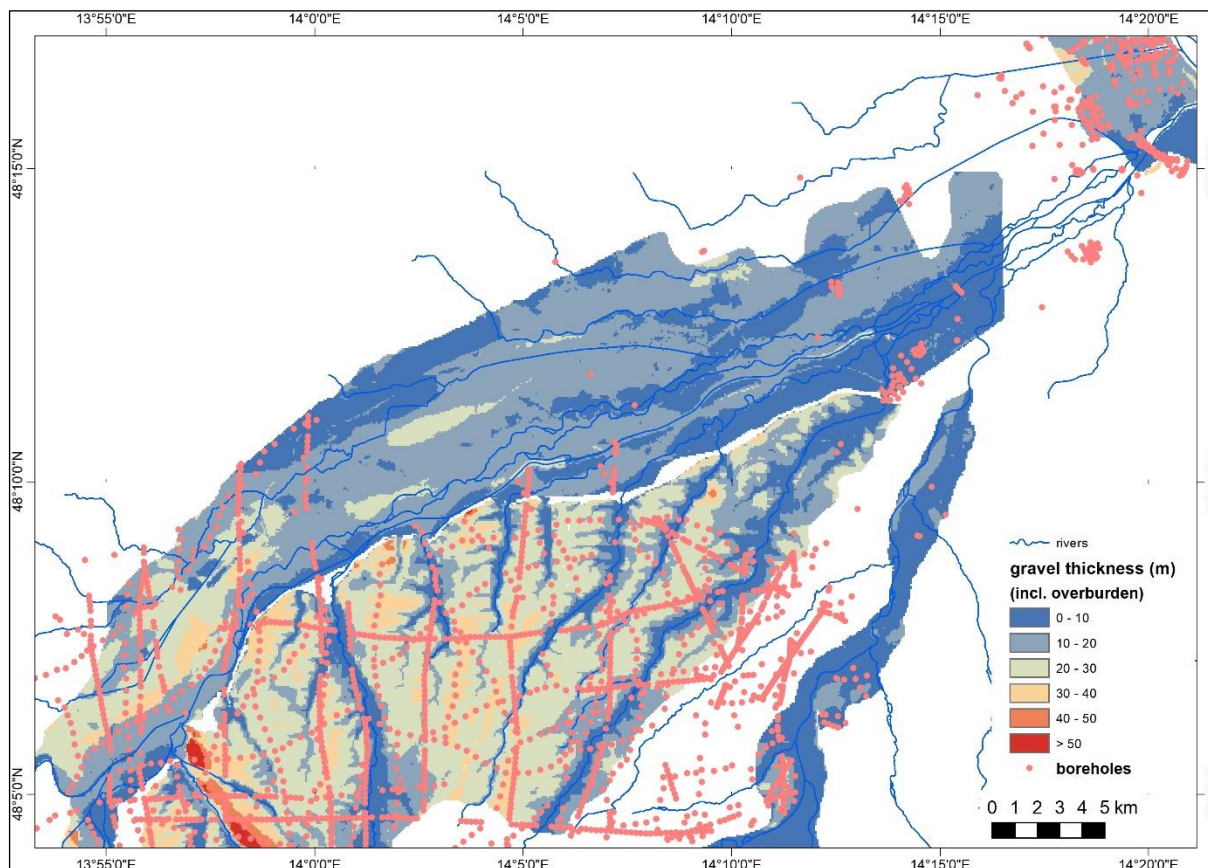 13°55'0"E 14°0'0"E 14°5'0"E 14°10'0"E 14°15'0"E 14°20'0"E
48°15'0"N
48°10'0"N
48°5'0"N
rivers
gravel thickness (m)
(incl. overburden)
0 - 10
10 - 20
20 - 30
30 - 40
40 - 50
> 50
boreholes
0 1 2 3 4 5 km
13°55'0"E 14°0'0"E 14°5'0"E 14°10'0"E 14°15'0"E 14°20'0"E